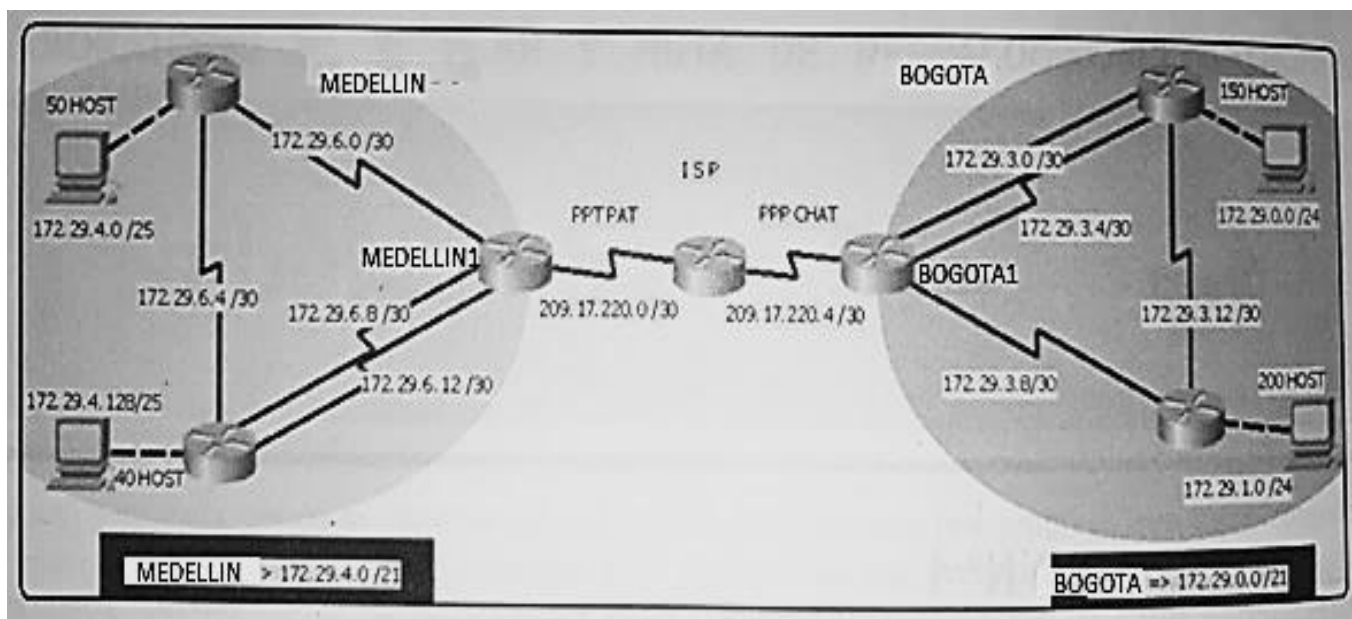 MEDELLIN - -
50 HOST
172.29.6.0 /30
172.29.4.0 /25
MEDELLIN1
172.29.6.4 /30
172.29.6.8 /30
172.29.6.12 /30
172.29.4.128/25
40 HOST
MEDELLIN > 172.29.4.0 /21
ISP
PPTPAT
PPP CHAT
209.17.220.0 /30
209.17.220.4 /30
BOGOTA
150 HOST
172.29.3.0 /30
172.29.0.0 /24
172.29.3.4/30
BOGOTA1
172.29.3.12 /30
172.29.3.8/30
200 HOST
172.29.1.0 /24
BOGOTA => 172.29.0.0/21